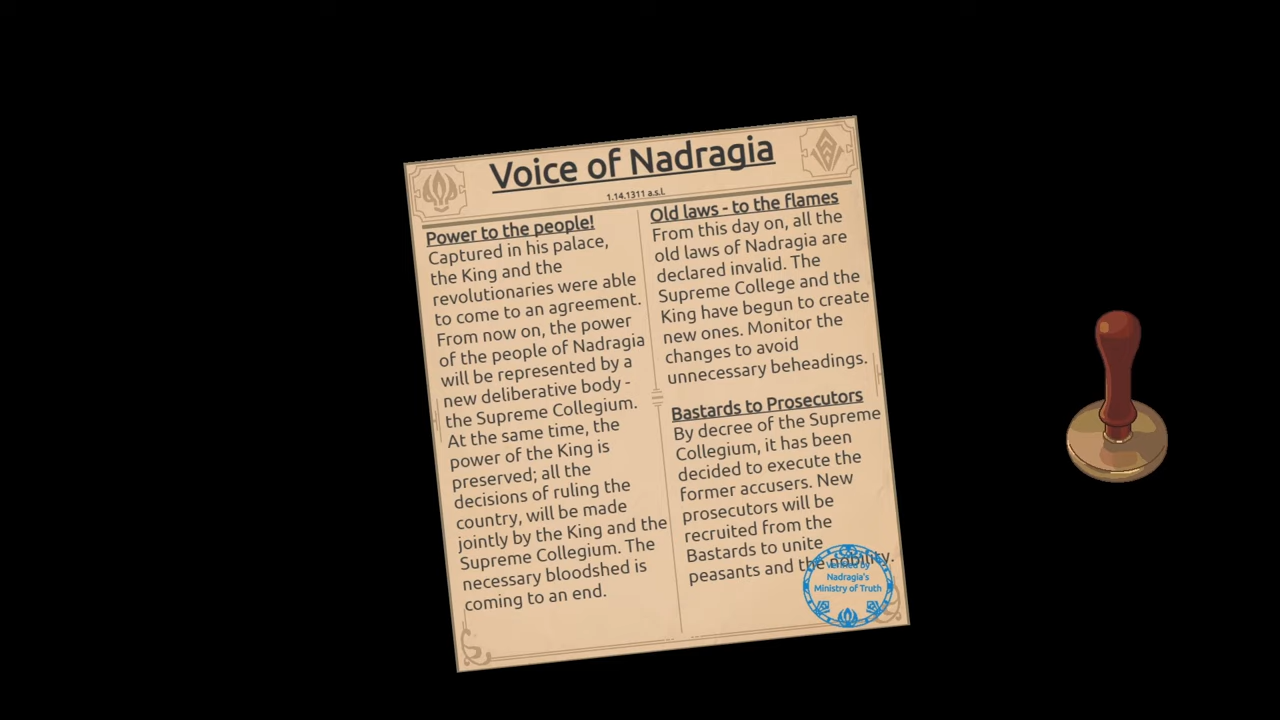 Voice of Nadragia
1.14.1311 a.s.l.
Power to the people!
Captured in his palace,
the King and the
revolutionaries were able
to come to an agreement.
From now on, the power
of the people of Nadragia
will be represented by a
new deliberative body -
the Supreme Collegium.
At the same time, the
power of the King is
preserved; all the
decisions of ruling the
country, will be made
jointly by the King and the
Supreme Collegium. The
necessary bloodshed is
coming to an end.
Old laws - to the flames
From this day on, all the
old laws of Nadragia are
declared invalid. The
Supreme College and the
King have begun to create
new ones. Monitor the
changes to avoid
unnecessary beheadings.
Bastards to Prosecutors
By decree of the Supreme
Collegium, it has been
decided to execute the
former accusers. New
prosecutors will be
recruited from the
Bastards to unite
peasants and the nobility.
Verified by
Nadragia's
Ministry of Truth